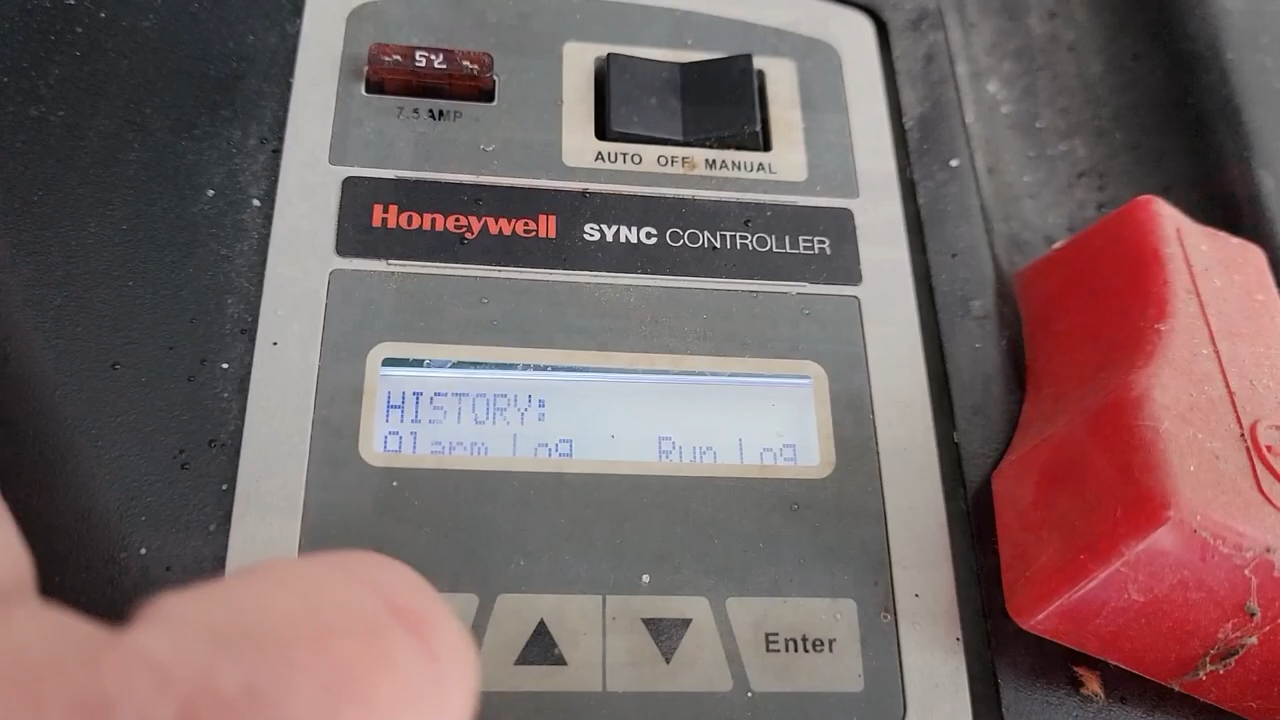 7.5
7.5 AMP
AUTO OFF MANUAL
Honeywell SYNC CONTROLLER
HISTORY:
Alarm Log Run Log
Enter